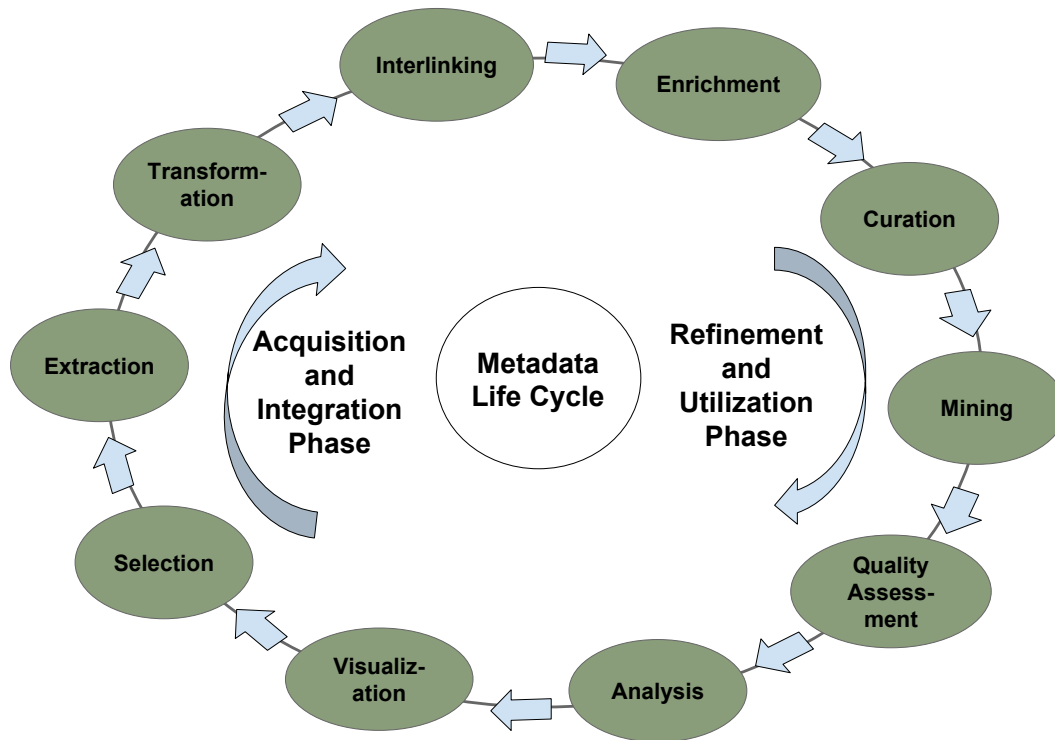 Interlinking
Enrichment
Transform-
ation
Curation
Extraction
Acquisition
and
Integration
Phase
Metadata
Life Cycle
Refinement
and
Utilization
Phase
Mining
Selection
Quality
Assess-
ment
Visualiz-
ation
Analysis